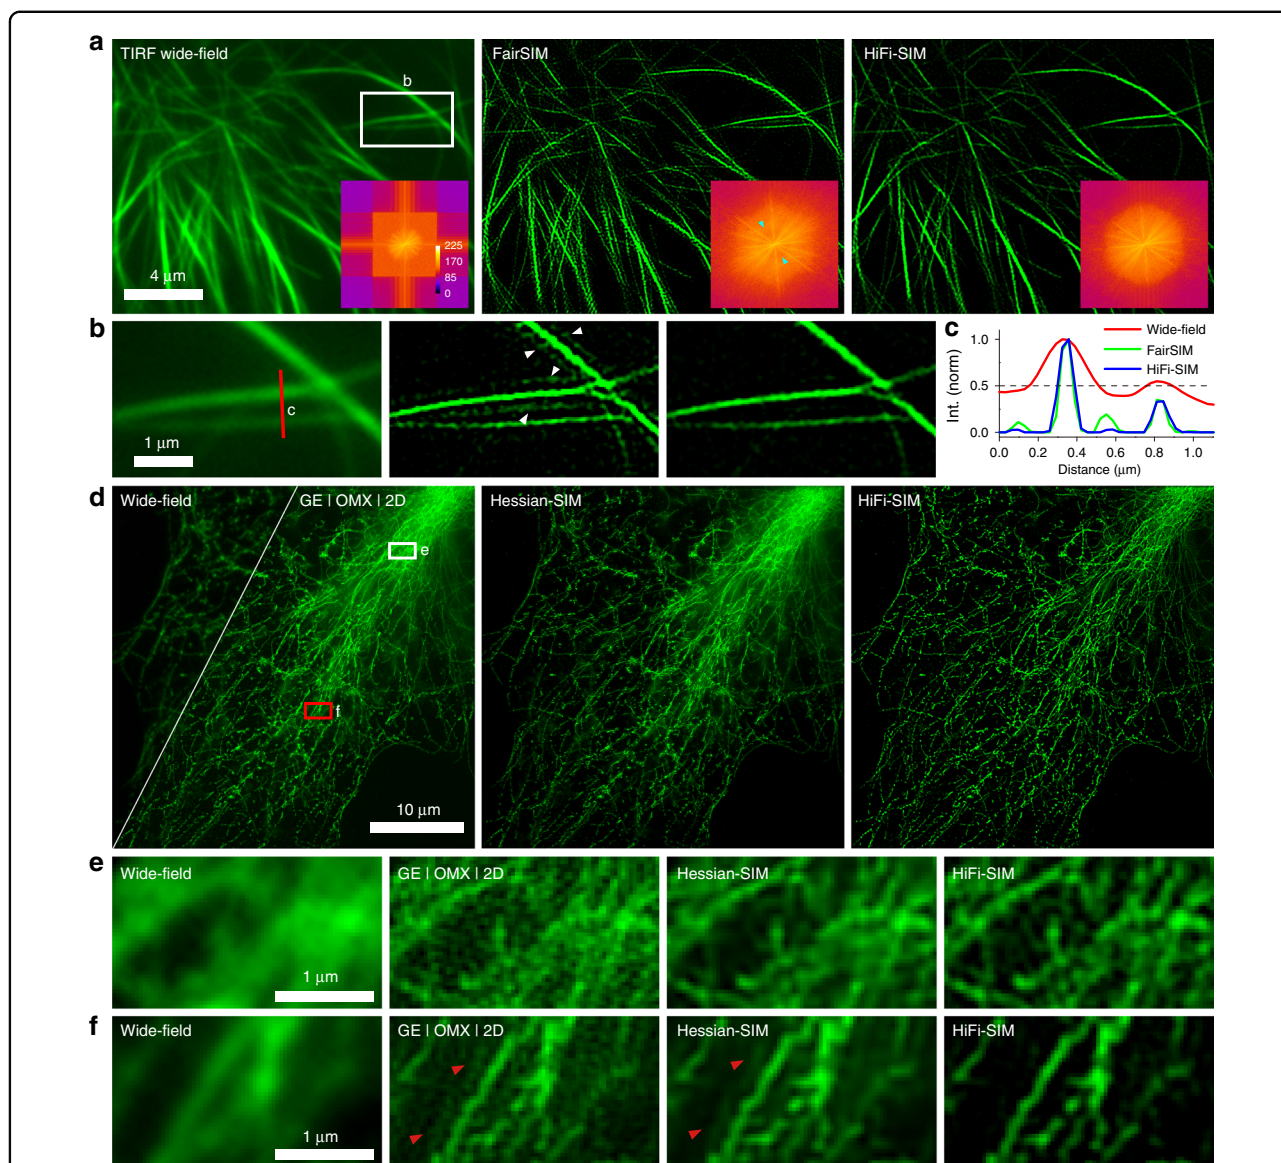 a
TIRF wide-field
b
4 μm
225
170
85
0
FairSIM
HiFi-SIM
b
c
1 μm
c
Int. (norm)
1.0
0.5
0.0
Wide-field
FairSIM
HiFi-SIM
0.0 0.2 0.4 0.6 0.8 1.0
Distance (μm)
d
Wide-field
GE | OMX | 2D
e
f
10 μm
Hessian-SIM
HiFi-SIM
e
Wide-field
1 μm
GE | OMX | 2D
Hessian-SIM
HiFi-SIM
f
Wide-field
1 μm
GE | OMX | 2D
Hessian-SIM
HiFi-SIM